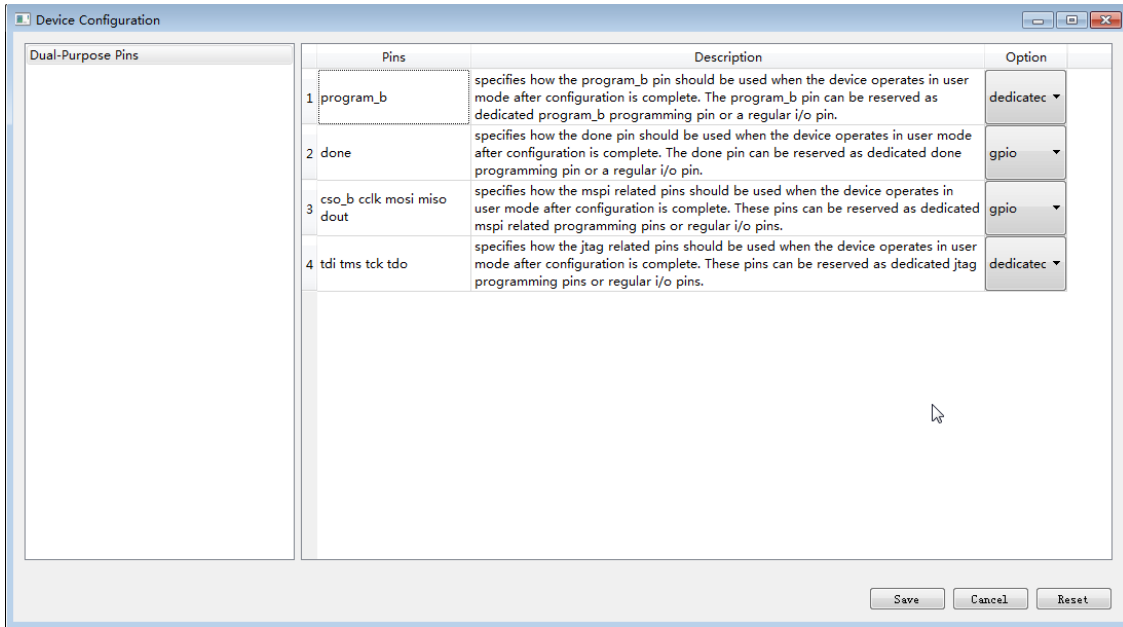 Device Configuration
Dual-Purpose Pins
Pins Description Option
1 program_b
specifies how the program_b pin should be used when the device operates in user
mode after configuration is complete. The program_b pin can be reserved as
dedicated program_b programming pin or a regular i/o pin.
dedicatec
2 done
specifies how the done pin should be used when the device operates in user mode
after configuration is complete. The done pin can be reserved as dedicated done
programming pin or a regular i/o pin.
gpio
3 cso_b cclk mosi miso
dout
specifies how the mspi related pins should be used when the device operates in
user mode after configuration is complete. These pins can be reserved as dedicated
mspi related programming pins or regular i/o pins.
gpio
4 tdi tms tck tdo
specifies how the jtag related pins should be used when the device operates in user
mode after configuration is complete. These pins can be reserved as dedicated jtag
programming pins or regular i/o pins.
dedicatec
Save Cancel Reset